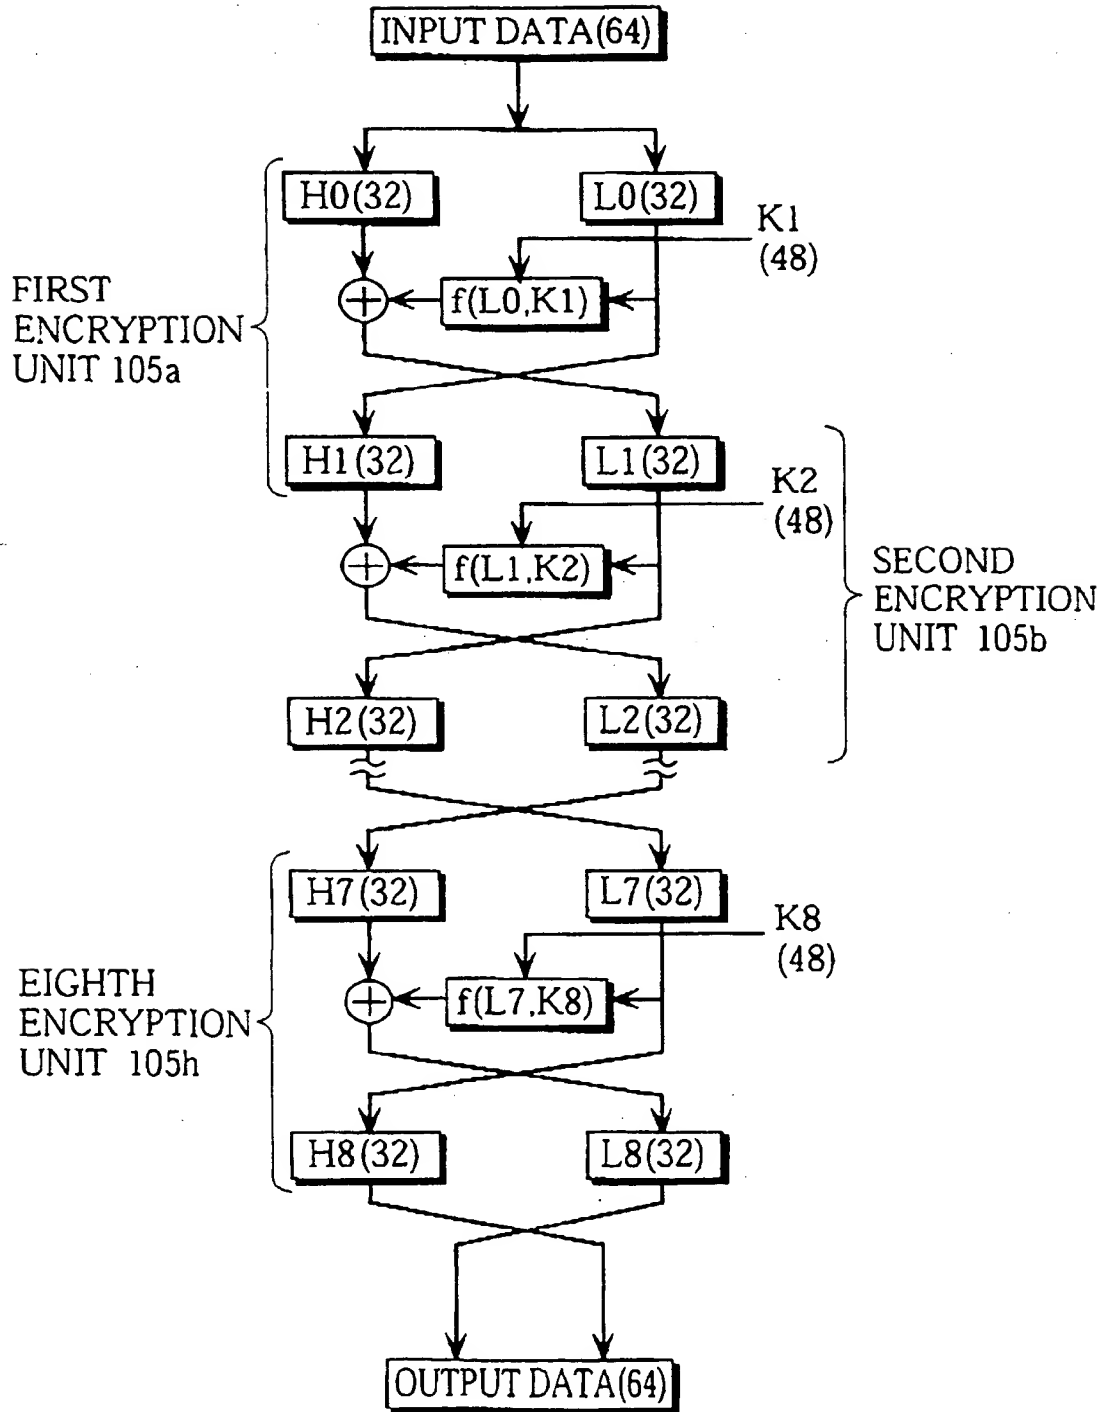 INPUT DATA(64)
H0(32)
L0(32)
K1
(48)
f(L0,K1)
FIRST
ENCRYPTION
UNIT 105a
H1(32)
L1(32)
K2
(48)
f(L1,K2)
SECOND
ENCRYPTION
UNIT 105b
H2(32)
L2(32)
H7(32)
L7(32)
K8
(48)
f(L7,K8)
EIGHTH
ENCRYPTION
UNIT 105h
H8(32)
L8(32)
OUTPUT DATA(64)